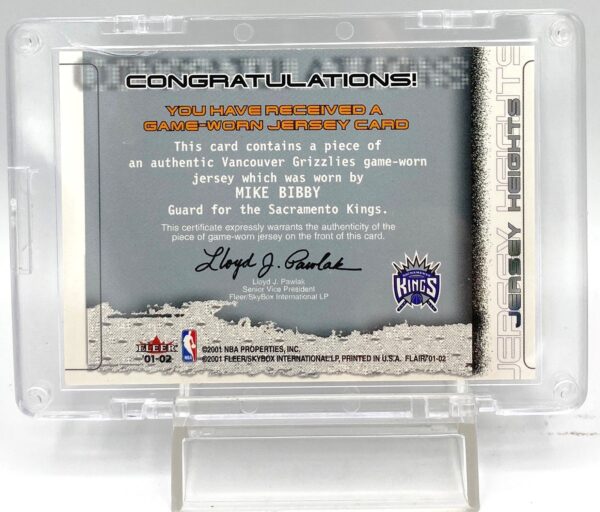 CONGRATULATIONS!
YOU HAVE RECEIVED A
GAME-WORN JERSEY CARD
This card contains a piece of
an authentic Vancouver Grizzlies game-worn
jersey which was worn by
MIKE BIBBY
Guard for the Sacramento Kings.
This certificate expressly warrants the authenticity of the
piece of game-worn jersey on the front of this card.
Lloyd J. Pawlak
Lloyd J. Pawlak
Senior Vice President
Fleer/SkyBox International LP
SACRAMENTO
KINGS
JERSEY HEIGHTS
JERSEY HEIGHTS
FLEER
'01-02
NBA
©2001 NBA PROPERTIES, INC.
©2001 FLEER/SKYBOX INTERNATIONAL LP, PRINTED IN U.S.A. FLAIR/'01-02